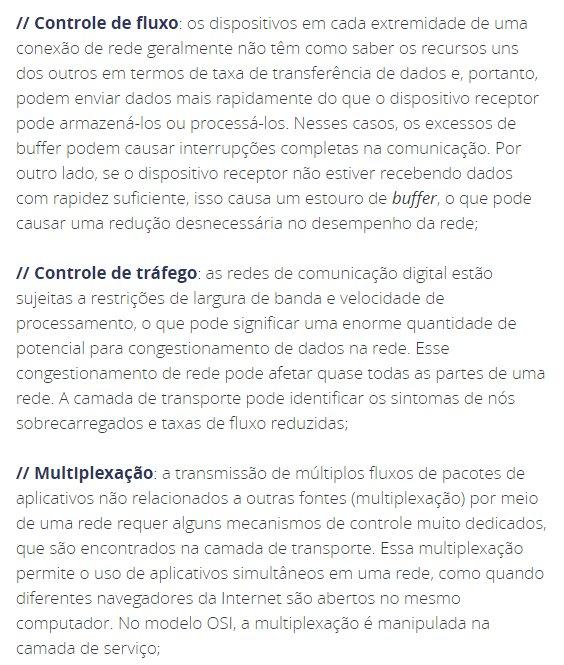 // Controle de fluxo: os dispositivos em cada extremidade de uma
conexão de rede geralmente não têm como saber os recursos uns
dos outros em termos de taxa de transferência de dados e, portanto,
podem enviar dados mais rapidamente do que o dispositivo receptor
pode armazená-los ou processá-los. Nesses casos, os excessos de
buffer podem causar interrupções completas na comunicação. Por
outro lado, se o dispositivo receptor não estiver recebendo dados
com rapidez suficiente, isso causa um estouro de buffer, o que pode
causar uma redução desnecessária no desempenho da rede;
// Controle de tráfego: as redes de comunicação digital estão
sujeitas a restrições de largura de banda e velocidade de
processamento, o que pode significar uma enorme quantidade de
potencial para congestionamento de dados na rede. Esse
congestionamento de rede pode afetar quase todas as partes de uma
rede. A camada de transporte pode identificar os sintomas de nós
sobrecarregados e taxas de fluxo reduzidas;
// Multiplexação: a transmissão de múltiplos fluxos de pacotes de
aplicativos não relacionados a outras fontes (multiplexação) por meio
de uma rede requer alguns mecanismos de controle muito dedicados,
que são encontrados na camada de transporte. Essa multiplexação
permite o uso de aplicativos simultâneos em uma rede, como quando
diferentes navegadores da Internet são abertos no mesmo
computador. No modelo OSI, a multiplexação é manipulada na
camada de serviço;